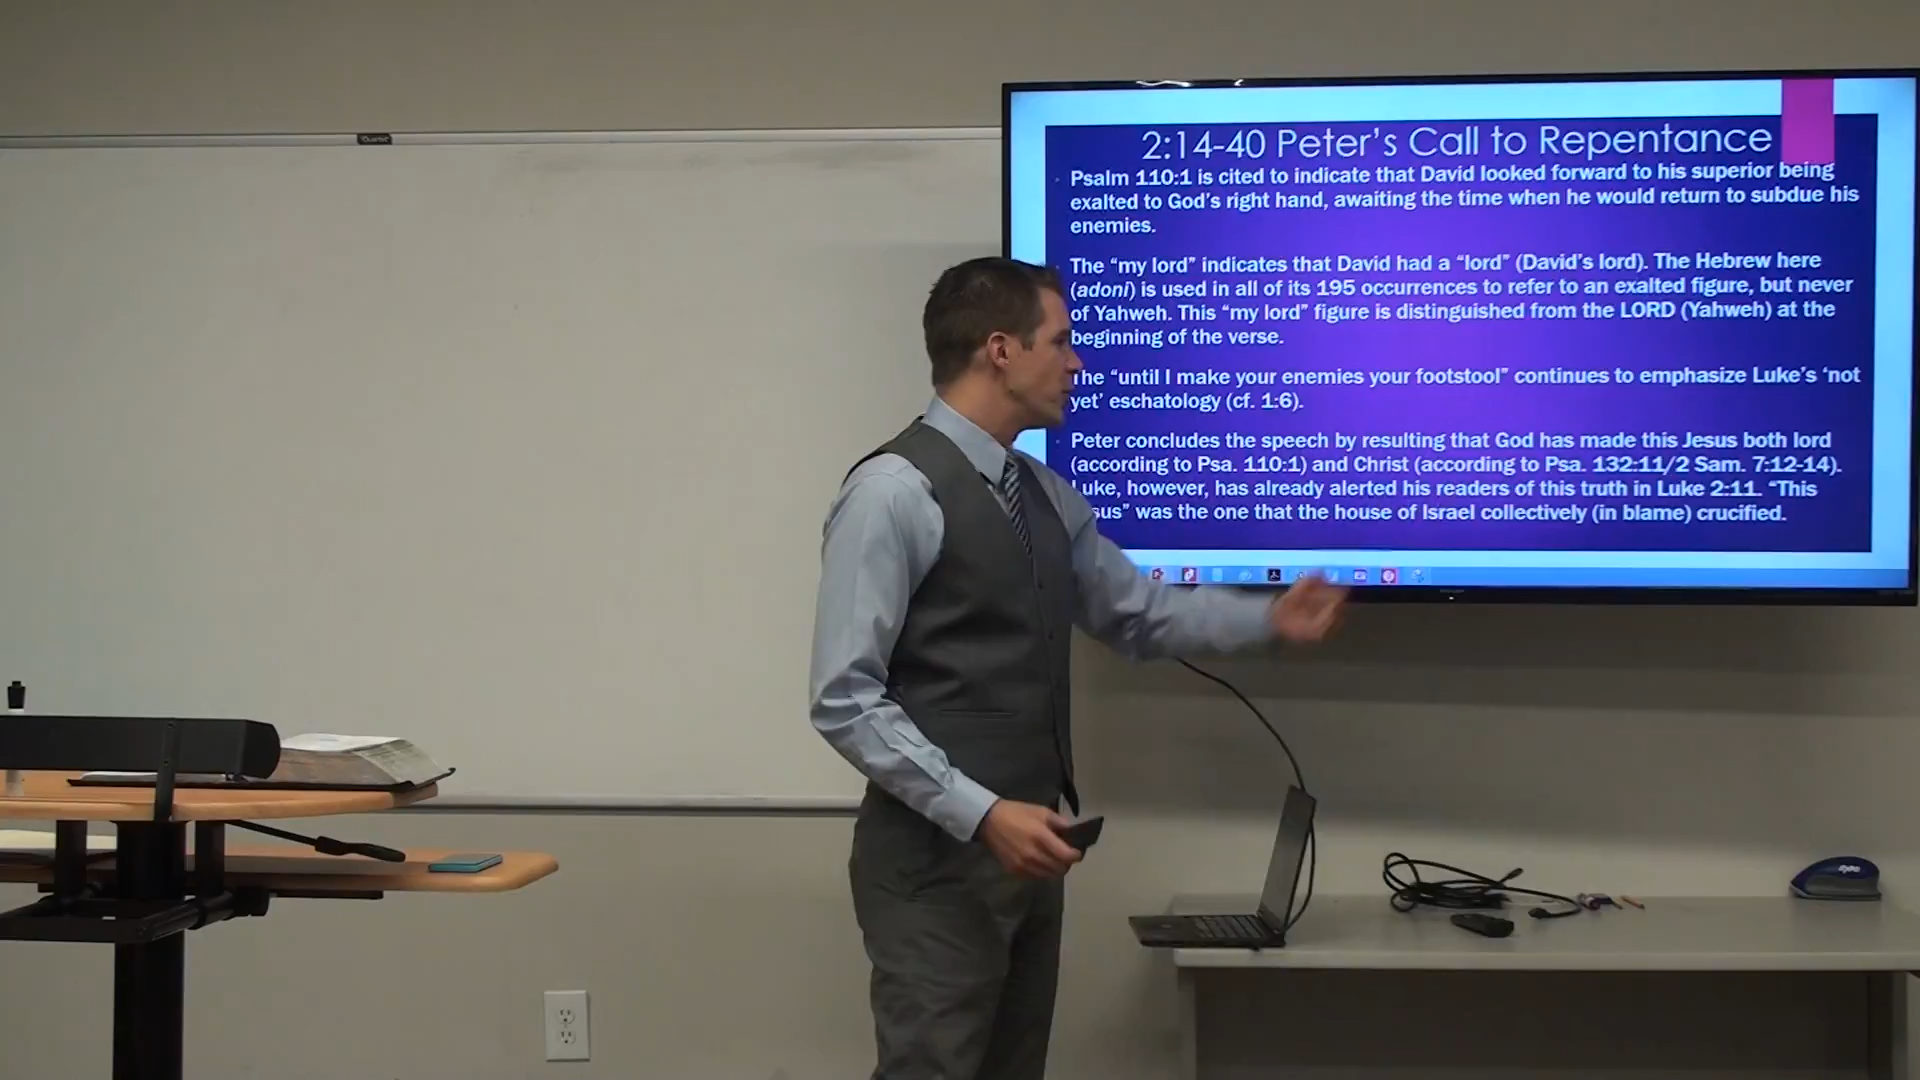 2:14-40 Peter's Call to Repentance
Psalm 110:1 is cited to indicate that David looked forward to his superior being
exalted to God's right hand, awaiting the time when he would return to subdue his
enemies.
The “my lord” indicates that David had a “lord” (David's lord). The Hebrew here
(adoni) is used in all of its 195 occurrences to refer to an exalted figure, but never
of Yahweh. This “my lord” figure is distinguished from the LORD (Yahweh) at the
beginning of the verse.
The “until I make your enemies your footstool” continues to emphasize Luke's ‘not
yet’ eschatology (cf. 1:6).
Peter concludes the speech by resulting that God has made this Jesus both lord
(according to Psa. 110:1) and Christ (according to Psa. 132:11/2 Sam. 7:12-14).
Luke, however, has already alerted his readers of this truth in Luke 2:11. “This
sus” was the one that the house of Israel collectively (in blame) crucified.
Quartet
expo